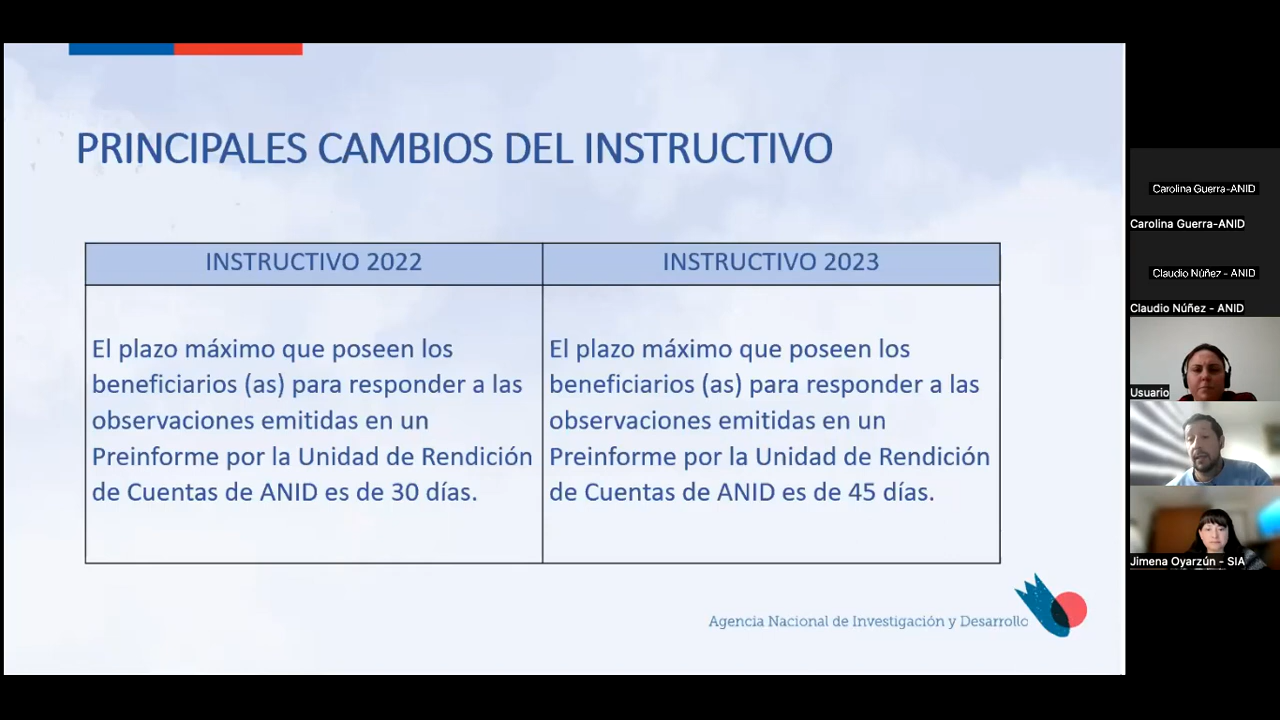 PRINCIPALES CAMBIOS DEL INSTRUCTIVO
INSTRUCTIVO 2022
INSTRUCTIVO 2023
El plazo máximo que poseen los
beneficiarios (as) para responder a las
observaciones emitidas en un
Preinforme por la Unidad de Rendición
de Cuentas de ANID es de 30 días.
El plazo máximo que poseen los
beneficiarios (as) para responder a las
observaciones emitidas en un
Preinforme por la Unidad de Rendición
de Cuentas de ANID es de 45 días.
Agencia Nacional de Investigación y Desarrollo
Carolina Guerra-ANID
Carolina Guerra-ANID
Claudio Núñez - ANID
Claudio Núñez - ANID
Usuario
Jimena Oyarzún - SIA